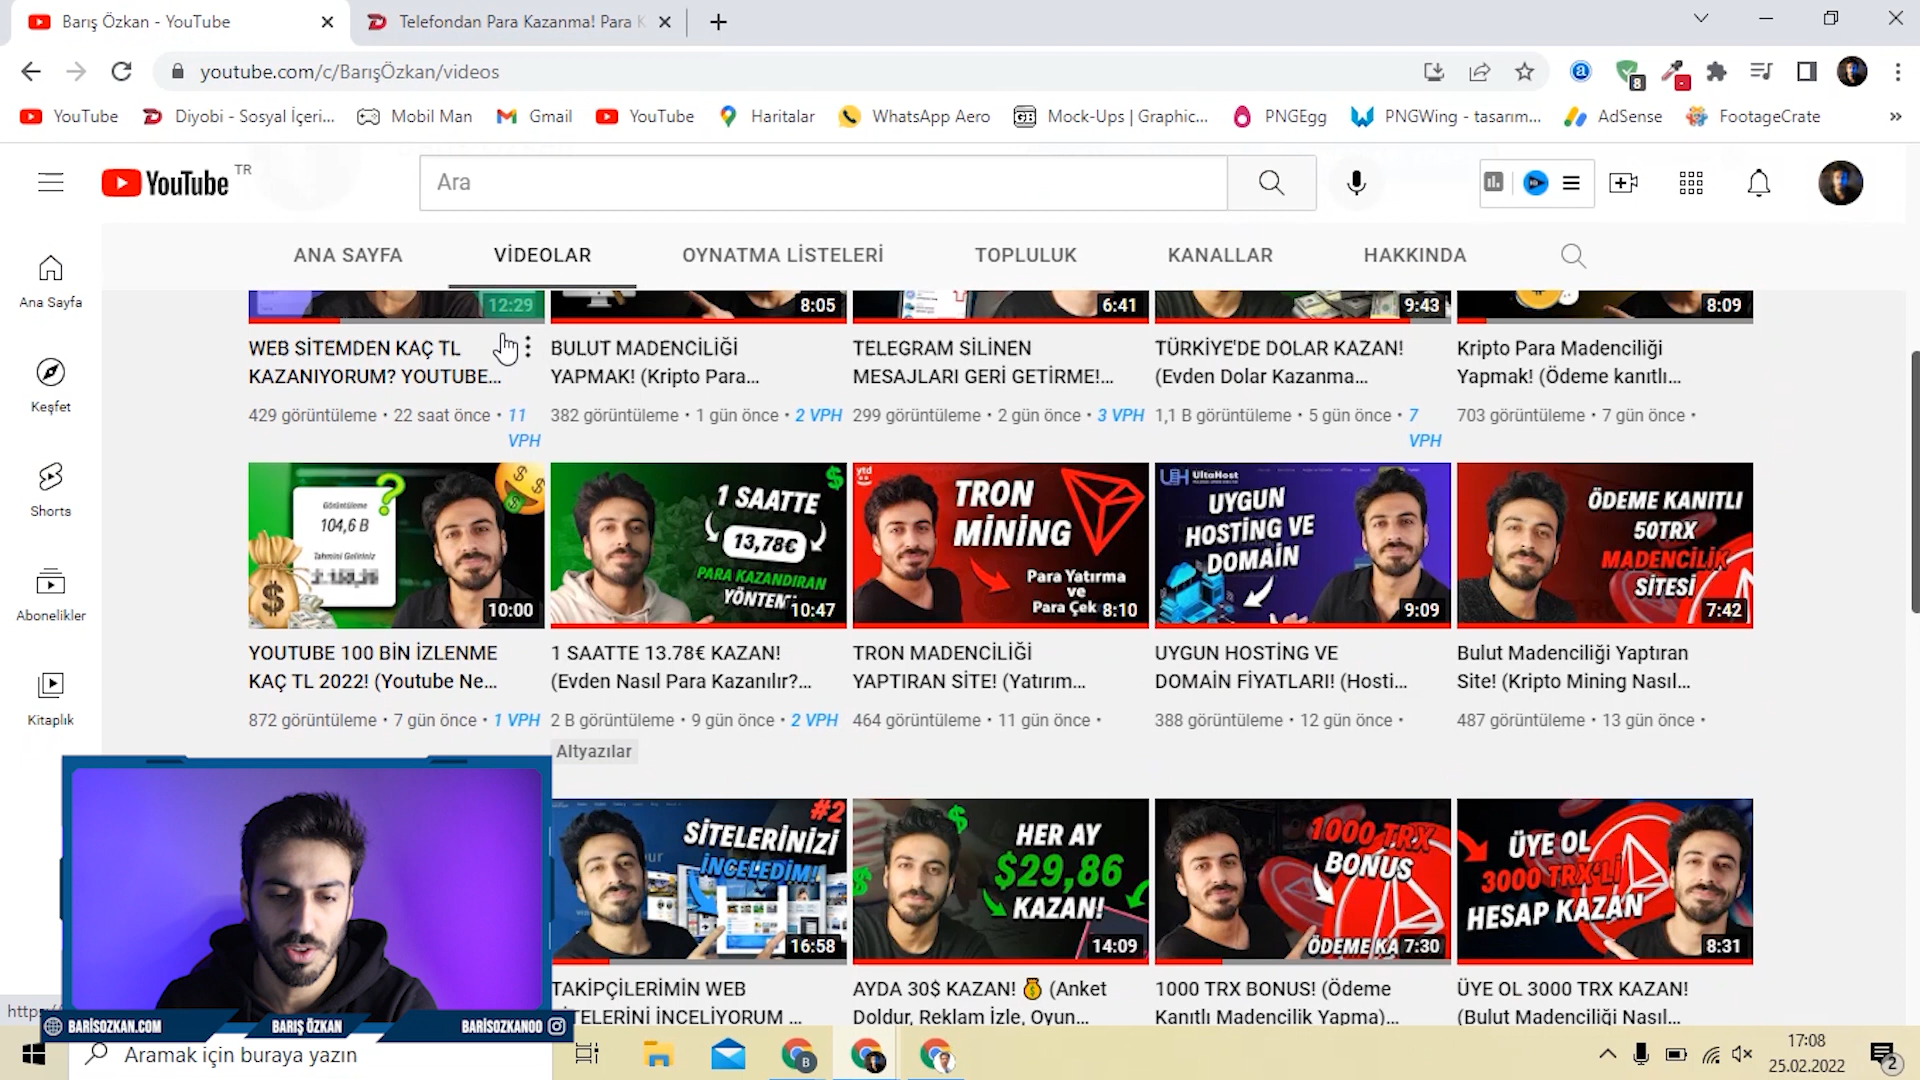 Barış Özkan - YouTube
Telefondan Para Kazanma! Para K
youtube.com/c/BarışÖzkan/videos
8
YouTube
Diyobi - Sosyal İçeri...
Mobil Man
Gmail
YouTube
Haritalar
WhatsApp Aero
Mock-Ups | Graphic...
PNGEgg
PNGWing - tasarım...
AdSense
FootageCrate
»
YouTube TR
Ara
ANA SAYFA
VİDEOLAR
OYNATMA LİSTELERİ
TOPLULUK
KANALLAR
HAKKINDA
Ana Sayfa
Keşfet
Shorts
Abonelikler
Kitaplık
12:29
8:05
6:41
9:43
8:09
WEB SİTEMDEN KAÇ TL
KAZANIYORUM? YOUTUBE...
429 görüntüleme • 22 saat önce • 11
VPH
BULUT MADENCİLİĞİ
YAPMAK! (Kripto Para...
382 görüntüleme • 1 gün önce • 2 VPH
TELEGRAM SİLİNEN
MESAJLARI GERİ GETİRME!...
299 görüntüleme • 2 gün önce • 3 VPH
TÜRKİYE'DE DOLAR KAZAN!
(Evden Dolar Kazanma...
1,1 B görüntüleme • 5 gün önce • 7
VPH
Kripto Para Madenciliği
Yapmak! (Ödeme kanıtlı...
703 görüntüleme • 7 gün önce •
Görüntüleme
104,6 B
Tahmini Geliriniz
10:00
1 SAATTE
13,78€
PARA KAZANDIRAN
YÖNTEM
10:47
ytd
TRON
MİNİNG
Para Yatırma
ve
Para Çek
8:10
UltaHost
UYGUN
HOSTİNG VE
DOMAİN
9:09
ÖDEME KANITLI
50TRX
MADENCİLİK
SİTESİ
7:42
YOUTUBE 100 BİN İZLENME
KAÇ TL 2022! (Youtube Ne...
872 görüntüleme • 7 gün önce • 1 VPH
1 SAATTE 13.78€ KAZAN!
(Evden Nasıl Para Kazanılır?...
2 B görüntüleme • 9 gün önce • 2 VPH
Altyazılar
TRON MADENCİLİĞİ
YAPTIRAN SİTE! (Yatırım...
464 görüntüleme • 11 gün önce •
UYGUN HOSTİNG VE
DOMAİN FİYATLARI! (Hosti...
388 görüntüleme • 12 gün önce •
Bulut Madenciliği Yaptıran
Site! (Kripto Mining Nasıl...
487 görüntüleme • 13 gün önce •
#2
SİTELERİNİZİ
İNCELEDİM!
16:58
HER AY
$29,86
KAZAN!
14:09
1000 TRX
BONUS
ÖDEME KA
7:30
ÜYE OL
3000 TRX'Lİ
HESAP KAZAN
8:31
TAKİPÇİLERİMİN WEB
TELERİNİ İNCELİYORUM ...
AYDA 30$ KAZAN! 💰 (Anket
Doldur, Reklam İzle, Oyun...
1000 TRX BONUS! (Ödeme
Kanıtlı Madencilik Yapma)...
ÜYE OL 3000 TRX KAZAN!
(Bulut Madenciliği Nasıl...
https:/
BARİSOZKAN.COM
BARIŞ ÖZKAN
BARİSOZKANOO
Aramak için buraya yazın
B
17:08
25.02.2022
2